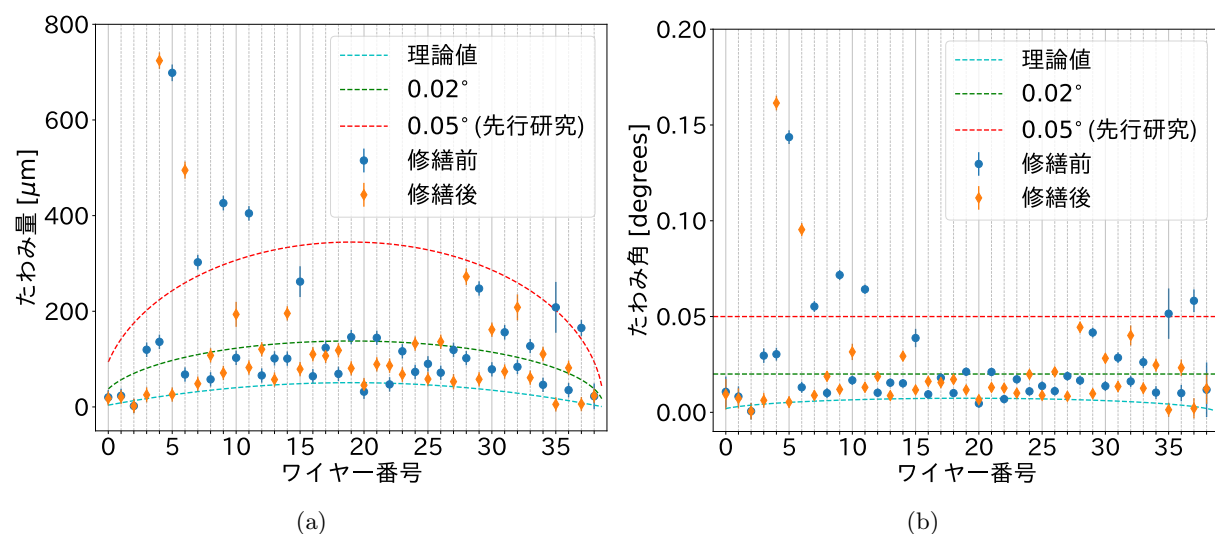 800
600
400
200
0
たわみ量 [μm]
理論値
0.02°
0.05° (先行研究)
修繕前
修繕後
0 5 10 15 20 25 30 35
ワイヤー番号
(a)
0.20
0.15
0.10
0.05
0.00
たわみ角 [degrees]
理論値
0.02°
0.05° (先行研究)
修繕前
修繕後
0 5 10 15 20 25 30 35
ワイヤー番号
(b)